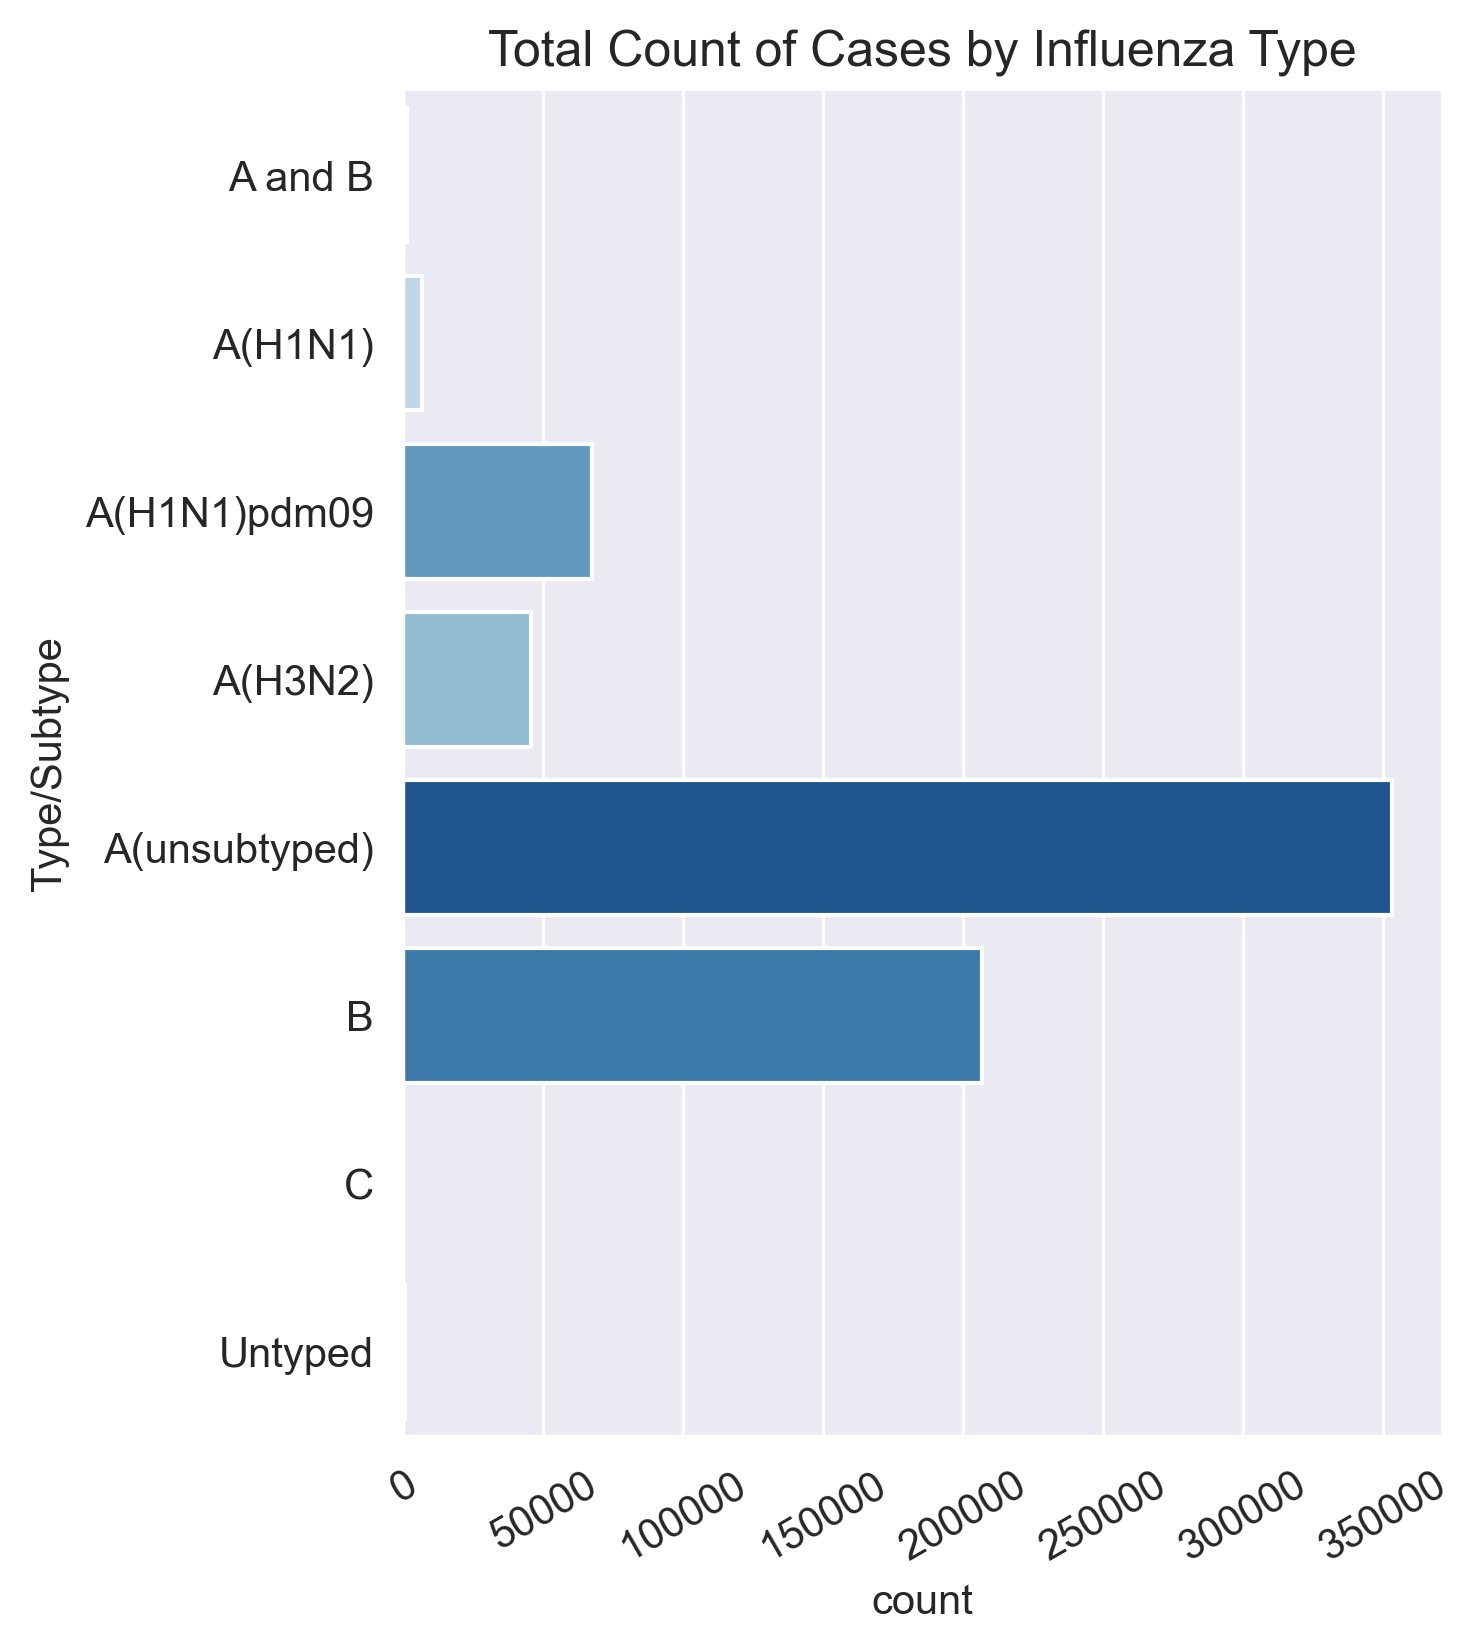 Total Count of Cases by Influenza Type
A and B
A(H1N1)
A(H1N1)pdm09
A(H3N2)
A(unsubtyped)
B
C
Untyped
Type/Subtype
0
50000
100000
150000
200000
250000
300000
350000
count